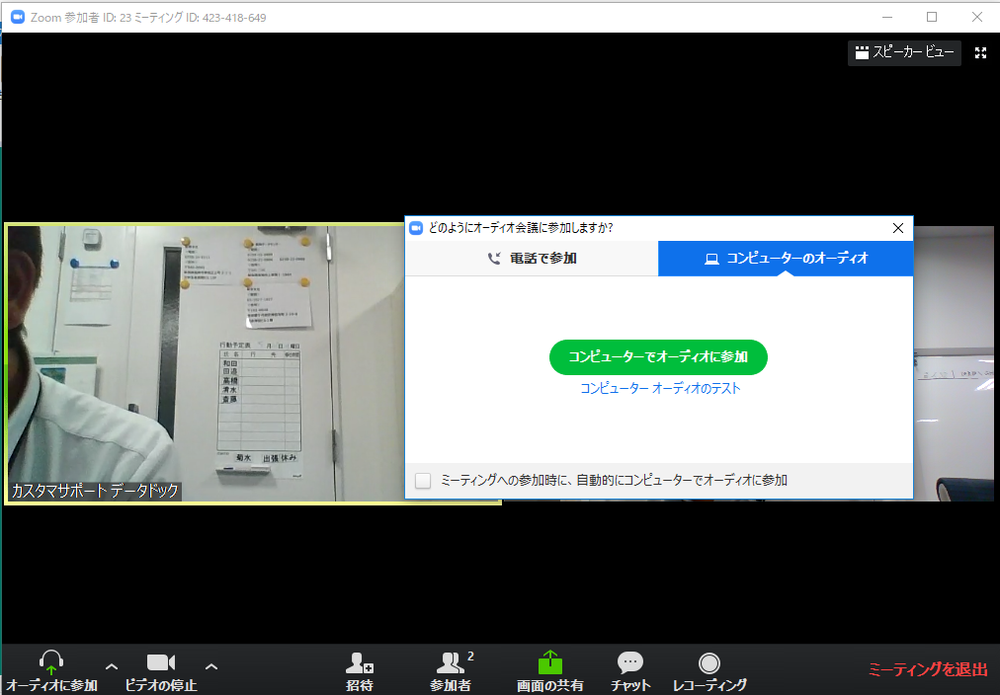 Zoom 参加者 ID: 23 ミーティング ID: 423-418-649
スピーカー ビュー
どのようにオーディオ会議に参加しますか?
電話で参加
コンピューターのオーディオ
コンピューターでオーディオに参加
コンピューター オーディオのテスト
ミーティングへの参加時に、自動的にコンピューターでオーディオに参加
行動予定表 月 日 曜日
氏 名 行 先
和田
田邉
高橋
清水
斎藤
菊水 出張 休み
カスタマサポート データドック
オーディオに参加
ビデオの停止
招待
参加者
2
画面の共有
チャット
レコーディング
ミーティングを退出